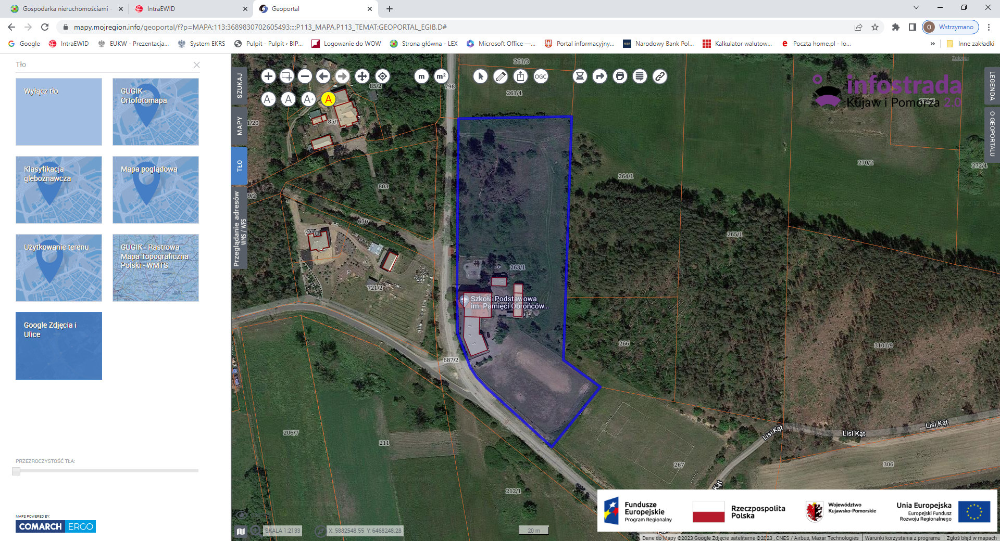 Gospodarka nieruchomościami -
IntraEWID
Geoportal
mapy.mojregion.info/geoportal/f?p=MAPA:113:3689830702605493::::P113_MAPA,P113_TEMAT:GEOPORTAL_EGIB,D#
O Wstrzymano
Google
IntraEWID
EUKW - Prezentacja...
System EKRS
Pulpit - Pulpit ‹ BIP...
Logowanie do WOW
Strona główna - LEX
Microsoft Office —...
Portal informacyjny...
Narodowy Bank Pol...
Kalkulator walutow...
Poczta home.pl - lo...
»
Inne zakładki
Tło
Wyłącz tło
GUGIK -
Ortofotomapa
Klasyfikacja
gleboznawcza
Mapa poglądowa
Użytkowanie terenu
GUGIK - Rastrowa
Mapa Topograficzna
Polski - WMTS
Google Zdjęcia i
Ulice
PRZEZROCZYSTOŚĆ TŁA:
MAPS POWERED BY:
COMARCH ERGO
SZUKAJ
MAPY
TŁO
Przeglądanie adresów
WMS / WFS
m
m²
OGC
A-
A
A+
A
Zaloguj
LEGENDA
O GEOPORTALU
infostrada
Kujaw i Pomorza 2.0
261/3
85/2
798
261/4
272/3
1/20
85/1
270/2
272/4
264/1
803
9/2
670
721/1
265/1
263/1
721/2
Szkoła Podstawowa
im. Pamięci Obrońców...
266
3101/9
687/2
206/7
211
Lisi Kąt
Lisi Kąt
Lisi Kąt
267
306
212/1
Kąt
Fundusze
Europejskie
Program Regionalny
Rzeczpospolita
Polska
Województwo
Kujawsko-Pomorskie
Unia Europejska
Europejski Fundusz
Rozwoju Regionalnego
SKALA 1:2133
X: 5882548.55 Y: 6468248.28
20 m
Dane do Mapy ©2023 Google Zdjęcie satelitarne ©2023 , CNES / Airbus, Maxar Technologies
Warunki korzystania z programu
Zgłoś błąd w mapach